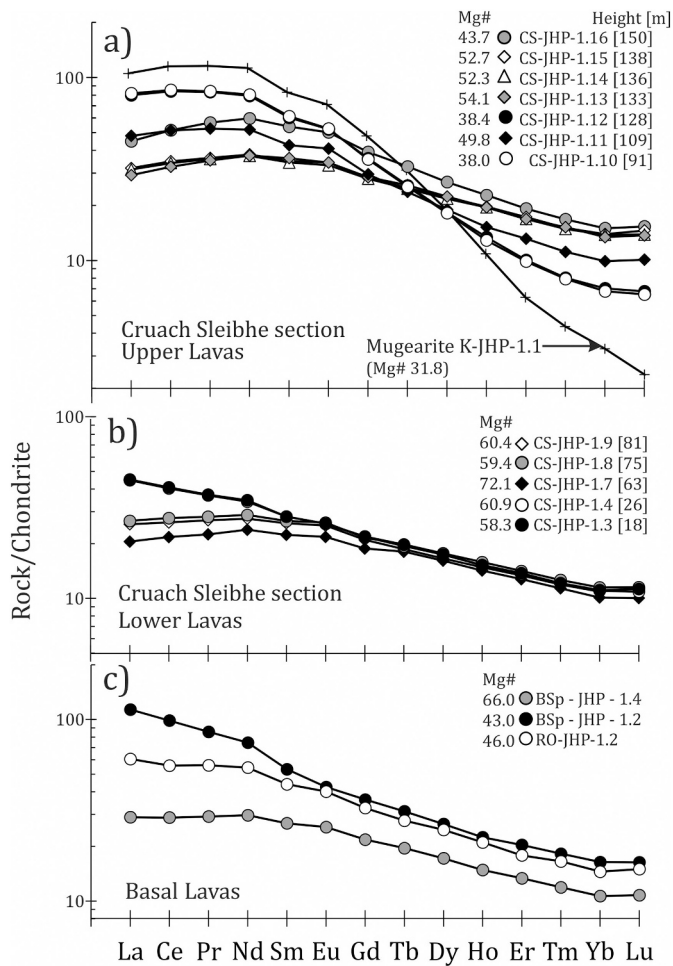 a)
Mg# Height [m]
43.7 CS-JHP-1.16 [150]
52.7 CS-JHP-1.15 [138]
52.3 CS-JHP-1.14 [136]
54.1 CS-JHP-1.13 [133]
38.4 CS-JHP-1.12 [128]
49.8 CS-JHP-1.11 [109]
38.0 CS-JHP-1.10 [91]
100
10
Cruach Sleibhe section
Upper Lavas
Mugearite K-JHP-1.1
(Mg# 31.8)
Rock/Chondrite
b)
Mg#
60.4 CS-JHP-1.9 [81]
59.4 CS-JHP-1.8 [75]
72.1 CS-JHP-1.7 [63]
60.9 CS-JHP-1.4 [26]
58.3 CS-JHP-1.3 [18]
100
10
Cruach Sleibhe section
Lower Lavas
c)
Mg#
66.0 BSp - JHP - 1.4
43.0 BSp - JHP - 1.2
46.0 RO-JHP-1.2
100
10
Basal Lavas
La Ce Pr Nd Sm Eu Gd Tb Dy Ho Er Tm Yb Lu